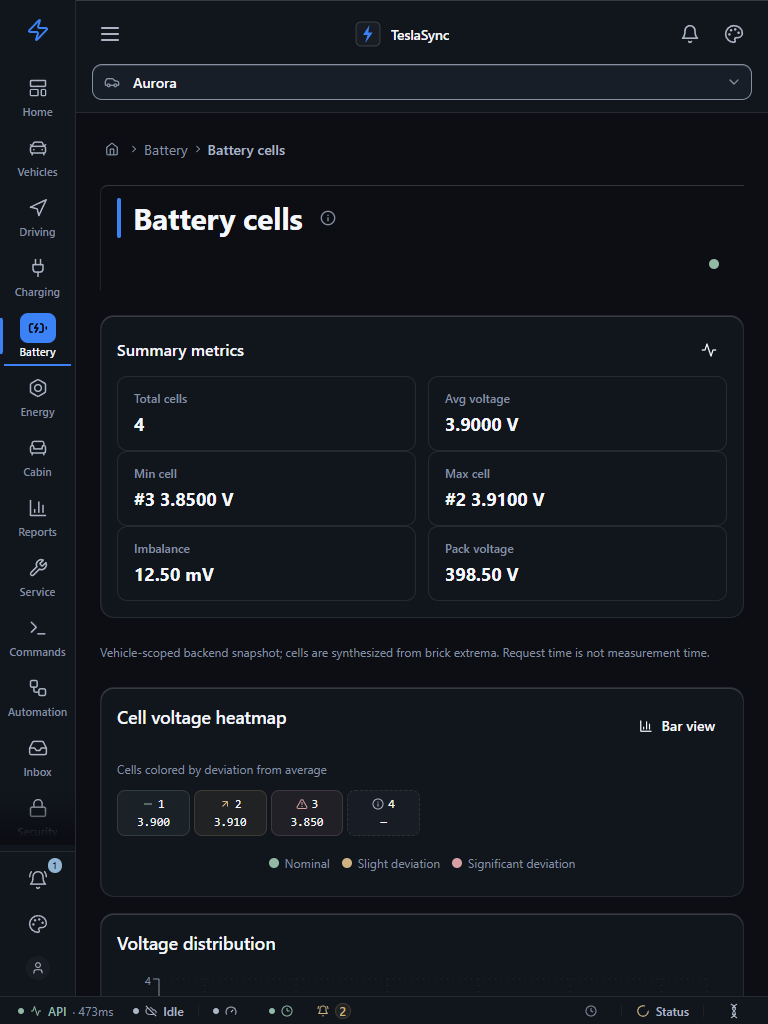 TeslaSync
Aurora
Home
Vehicles
Driving
Charging
Battery
Energy
Cabin
Reports
Service
Commands
Automation
Inbox
Security
1
Battery
Battery cells
Battery cells
Summary metrics
Total cells
4
Avg voltage
3.9000 V
Min cell
#3 3.8500 V
Max cell
#2 3.9100 V
Imbalance
12.50 mV
Pack voltage
398.50 V
Vehicle-scoped backend snapshot; cells are synthesized from brick extrema. Request time is not measurement time.
Cell voltage heatmap
Bar view
Cells colored by deviation from average
1
3.900
2
3.910
3
3.850
4
—
Nominal
Slight deviation
Significant deviation
Voltage distribution
4
API · 473ms
Idle
2
Status